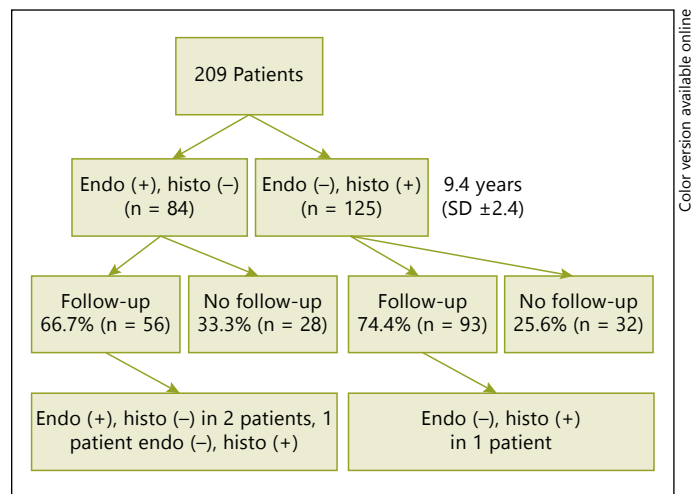 209 Patients
Endo (+), histo (–)
(n = 84)
Endo (–), histo (+)
(n = 125)
9.4 years
(SD ±2.4)
Follow-up
66.7% (n = 56)
No follow-up
33.3% (n = 28)
Follow-up
74.4% (n = 93)
No follow-up
25.6% (n = 32)
Endo (+), histo (–) in 2 patients, 1
patient endo (–), histo (+)
Endo (–), histo (+)
in 1 patient
Color version available online